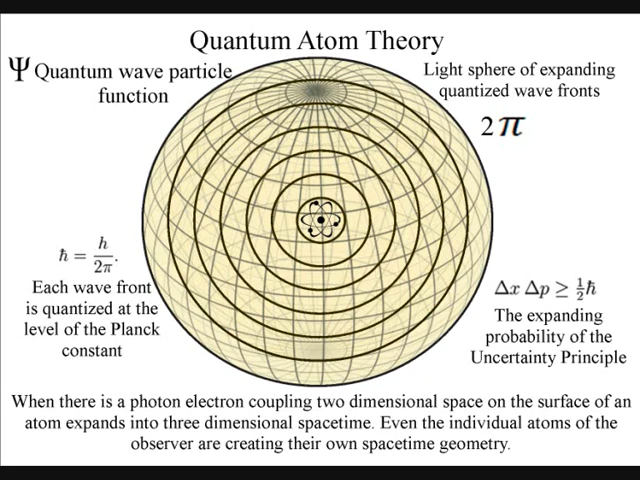 Quantum Atom Theory
Ψ Quantum wave particle
function
Light sphere of expanding
quantized wave fronts
2π
ħ = h/2π.
Each wave front
is quantized at the
level of the Planck
constant
Δx Δp ≥ ½ħ
The expanding
probability of the
Uncertainty Principle
When there is a photon electron coupling two dimensional space on the surface of an
atom expands into three dimensional spacetime. Even the individual atoms of the
observer are creating their own spacetime geometry.